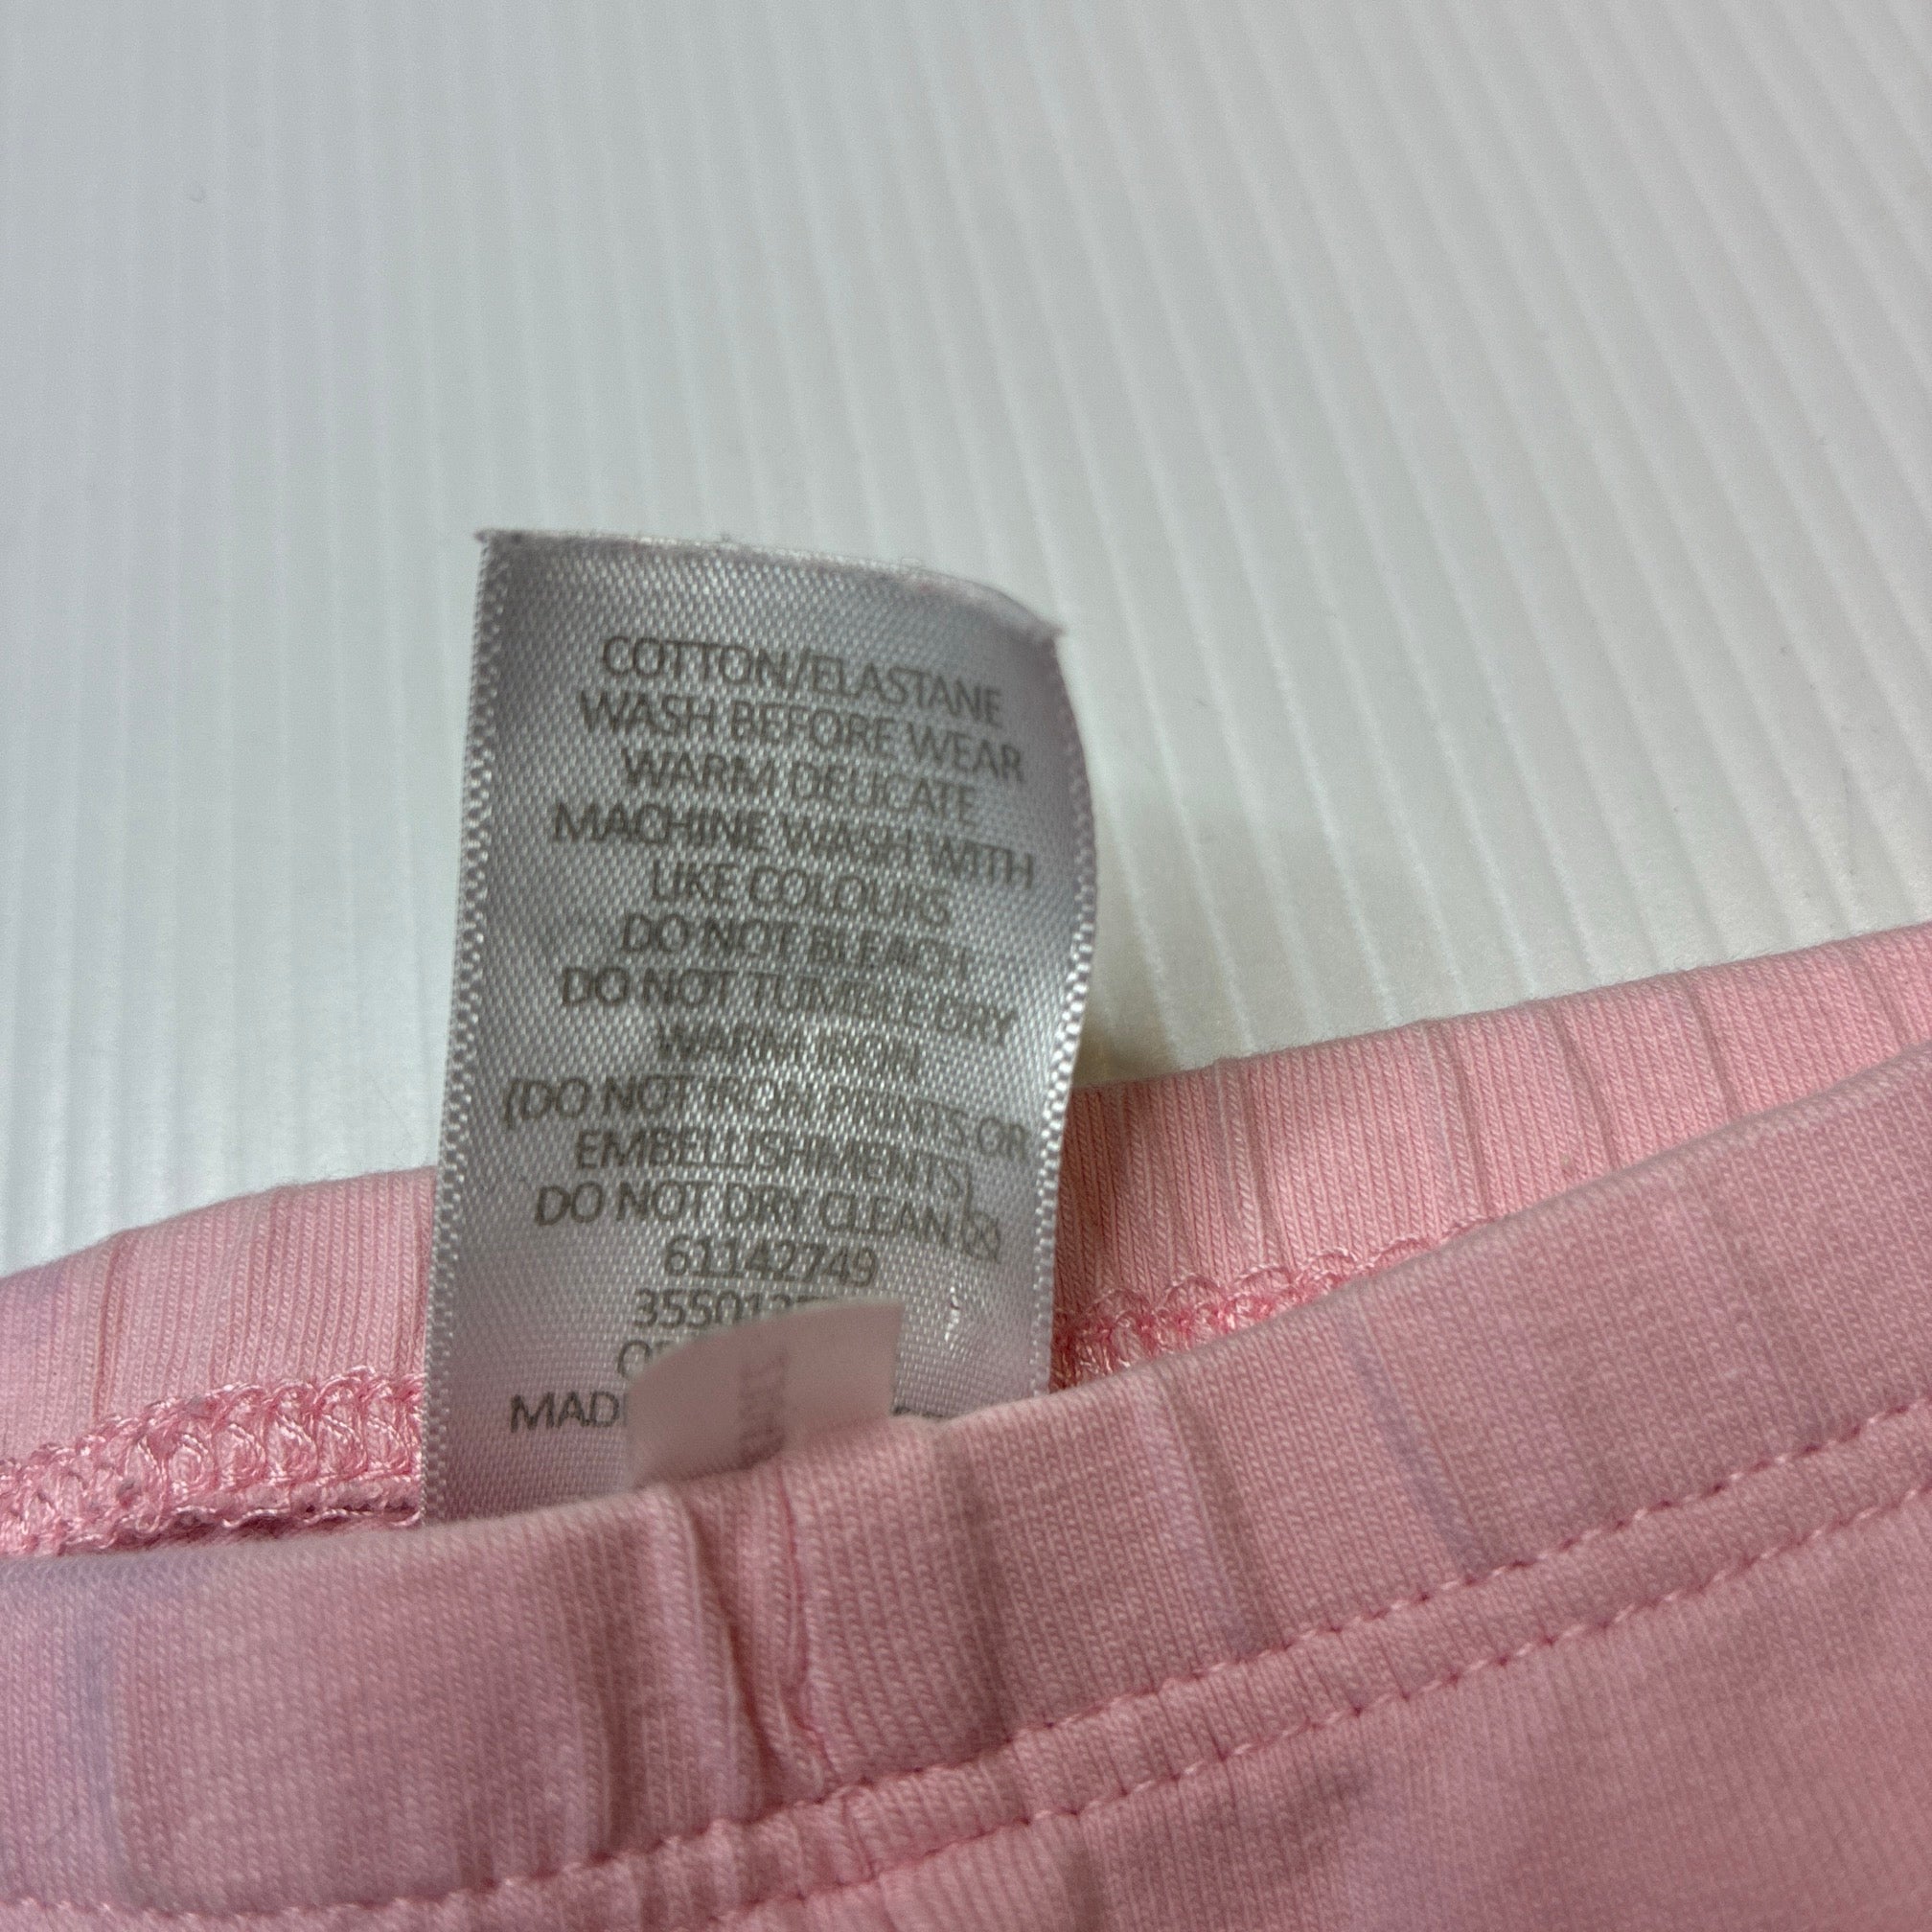 COTTON/ELASTANE
WASH BEFORE WEAR
WARM DELICATE
MACHINE WASH WITH
LIKE COLOURS
DO NOT BLEACH
DO NOT TUMBLE DRY
WARM IRON
(DO NOT IRON PRINTS OR
EMBELLISHMENTS)
DO NOT DRY CLEAN
61142749